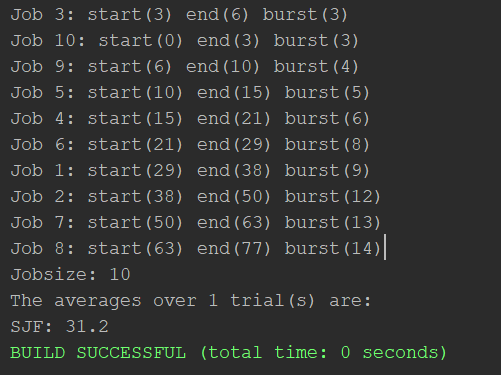 Job 3: start(3) end(6) burst(3)
Job 10: start(0) end(3) burst(3)
Job 9: start(6) end(10) burst(4)
Job 5: start(10) end(15) burst(5)
Job 4: start(15) end(21) burst(6)
Job 6: start(21) end(29) burst(8)
Job 1: start(29) end(38) burst(9)
Job 2: start(38) end(50) burst(12)
Job 7: start(50) end(63) burst(13)
Job 8: start(63) end(77) burst(14)
Jobsize: 10
The averages over 1 trial(s) are:
SJF: 31.2
BUILD SUCCESSFUL (total time: 0 seconds)